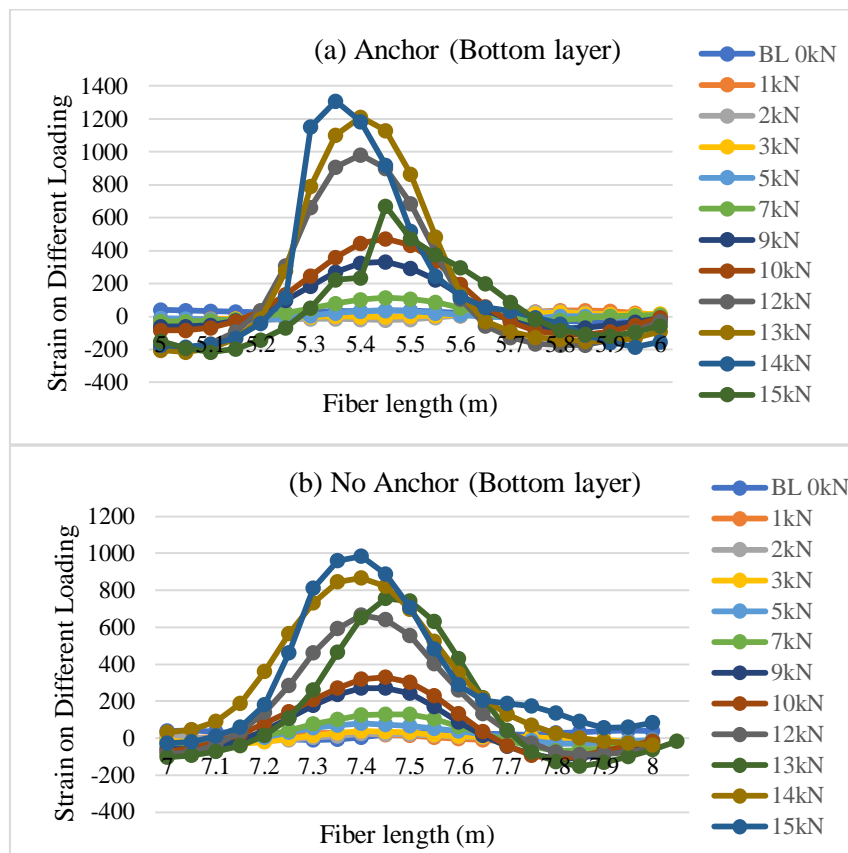 (a) Anchor (Bottom layer)
1400
1200
1000
800
600
400
200
0
-200
-400
5 5.1 5.2 5.3 5.4 5.5 5.6 5.7 5.8 5.9 6
Strain on Different Loading
Fiber length (m)
BL 0kN
1kN
2kN
3kN
5kN
7kN
9kN
10kN
12kN
13kN
14kN
15kN
(b) No Anchor (Bottom layer)
1200
1000
800
600
400
200
0
-200
-400
7 7.1 7.2 7.3 7.4 7.5 7.6 7.7 7.8 7.9 8
Strain on Different Loading
Fiber length (m)
BL 0kN
1kN
2kN
3kN
5kN
7kN
9kN
10kN
12kN
13kN
14kN
15kN